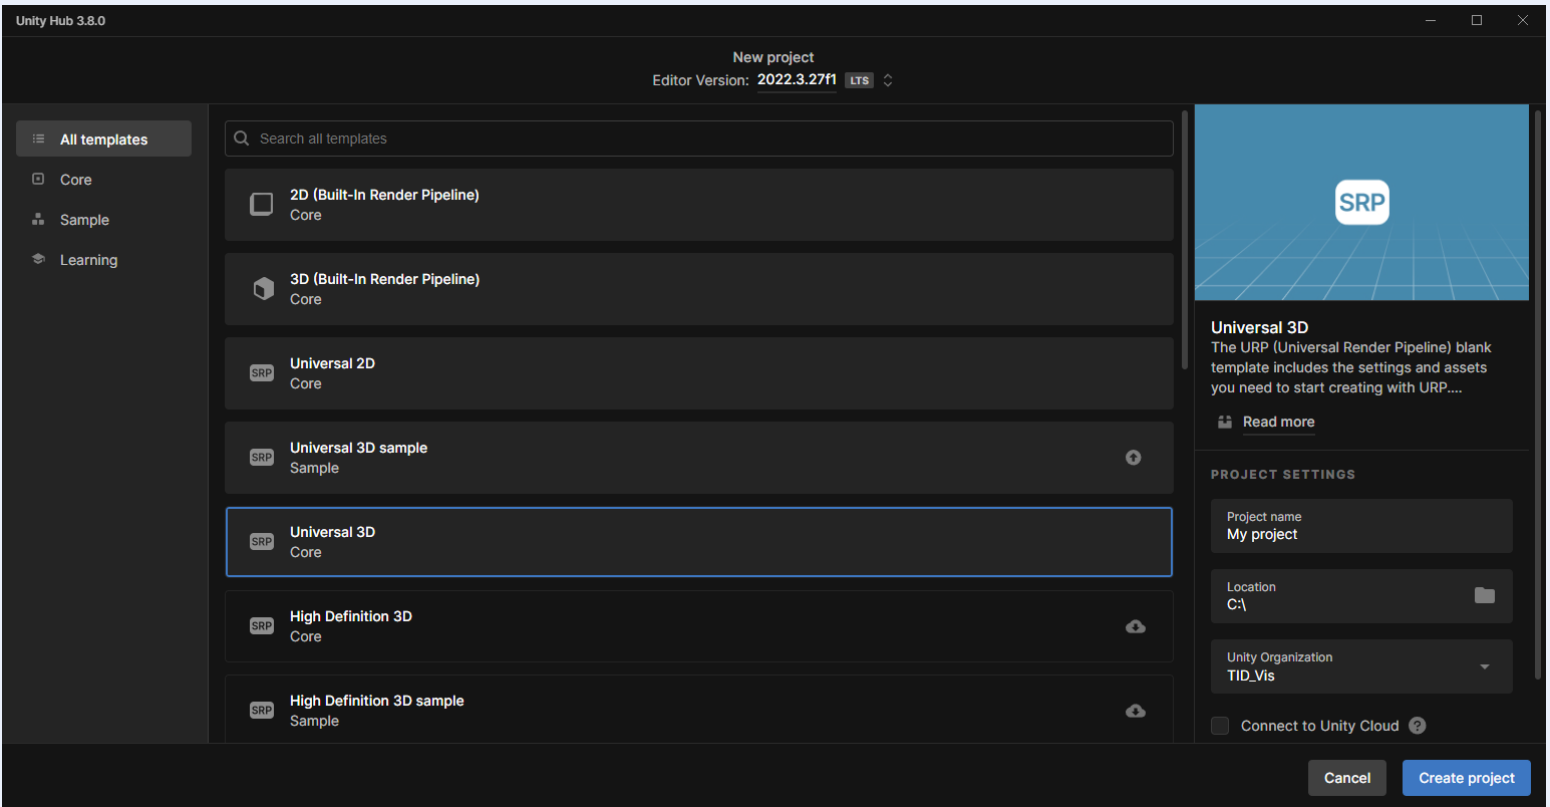 Unity Hub 3.8.0
New project
Editor Version: 2022.3.27f1 LTS
All templates
Core
Sample
Learning
Search all templates
2D (Built-In Render Pipeline)
Core
3D (Built-In Render Pipeline)
Core
SRP
Universal 2D
Core
SRP
Universal 3D sample
Sample
SRP
Universal 3D
Core
SRP
High Definition 3D
Core
SRP
High Definition 3D sample
Sample
SRP
Universal 3D
The URP (Universal Render Pipeline) blank
template includes the settings and assets
you need to start creating with URP....
Read more
PROJECT SETTINGS
Project name
My project
Location
C:\
Unity Organization
TID_Vis
Connect to Unity Cloud ?
Cancel
Create project